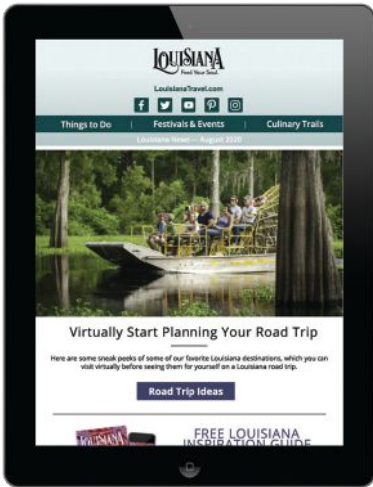 LOUISIANA
Feed Your Soul.
LouisianaTravel.com
Things to Do | Festivals & Events | Culinary Trails
Louisiana News — August 2020
Virtually Start Planning Your Road Trip
Here are some sneak peeks of some of our favorite Louisiana destinations, which you can
visit virtually before seeing them for yourself on a Louisiana road trip.
Road Trip Ideas
FREE LOUISIANA
INSPIRATION GUIDE
LOUISIANA